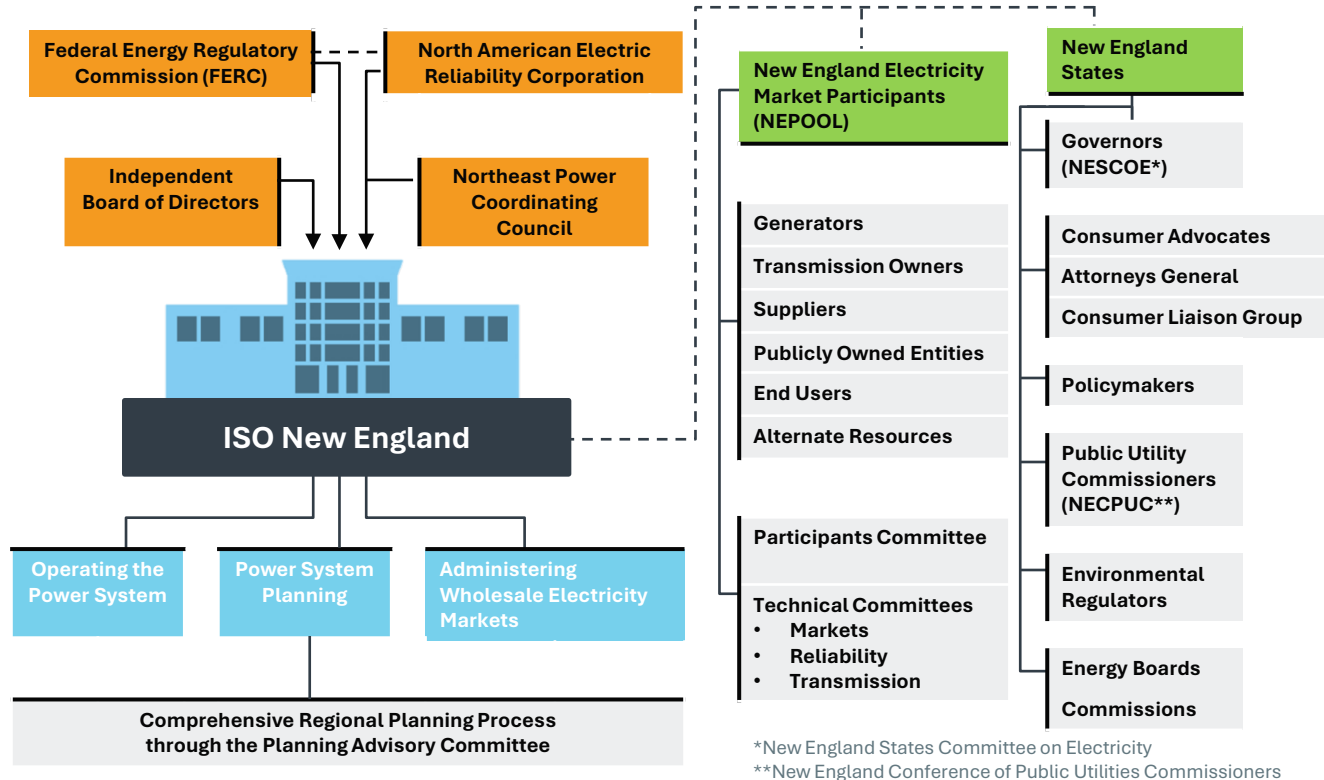 Federal Energy Regulatory
Commission (FERC)
North American Electric
Reliability Corporation
Independent
Board of Directors
Northeast Power
Coordinating
Council
ISO New England
Operating the
Power System
Power System
Planning
Administering
Wholesale Electricity
Markets
Comprehensive Regional Planning Process
through the Planning Advisory Committee
New England Electricity
Market Participants
(NEPOOL)
Generators
Transmission Owners
Suppliers
Publicly Owned Entities
End Users
Alternate Resources
Participants Committee
Technical Committees
• Markets
• Reliability
• Transmission
New England
States
Governors
(NESCOE*)
Consumer Advocates
Attorneys General
Consumer Liaison Group
Policymakers
Public Utility
Commissioners
(NECPUC**)
Environmental
Regulators
Energy Boards
Commissions
*New England States Committee on Electricity
**New England Conference of Public Utilities Commissioners